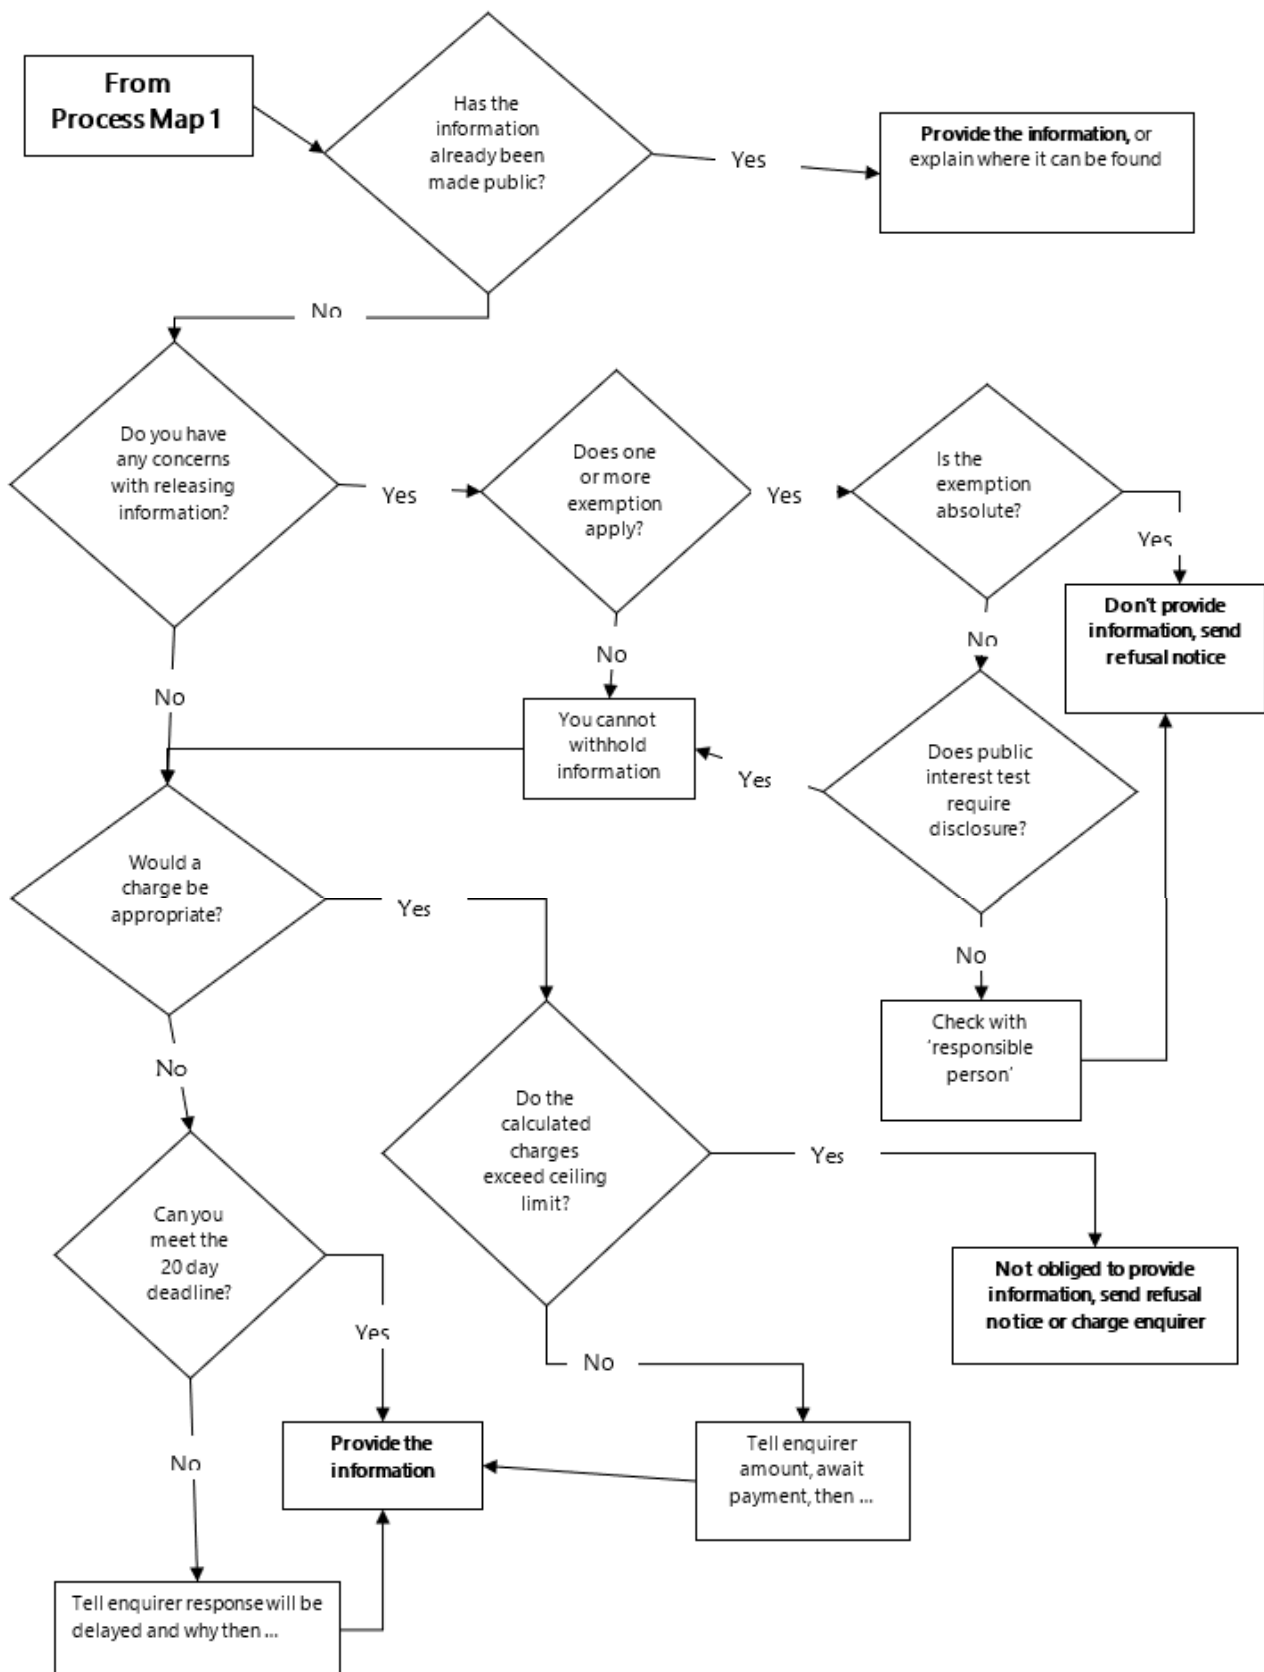 From
Process Map 1
Has the
information
already been
made public?
Yes
Provide the information, or
explain where it can be found
No
Do you have
any concerns
with releasing
information?
Yes
Does one
or more
exemption
apply?
Yes
Is the
exemption
absolute?
Yes
Don't provide
information, send
refusal notice
No
No
No
You cannot
withhold
information
Yes
Does public
interest test
require
disclosure?
Would a
charge be
appropriate?
Yes
No
Check with
‘responsible
person’
No
Do the
calculated
charges
exceed ceiling
limit?
Yes
Can you
meet the
20 day
deadline?
Not obliged to provide
information, send refusal
notice or charge enquirer
Yes
No
No
Provide the
information
Tell enquirer
amount, await
payment, then ...
Tell enquirer response will be
delayed and why then ...